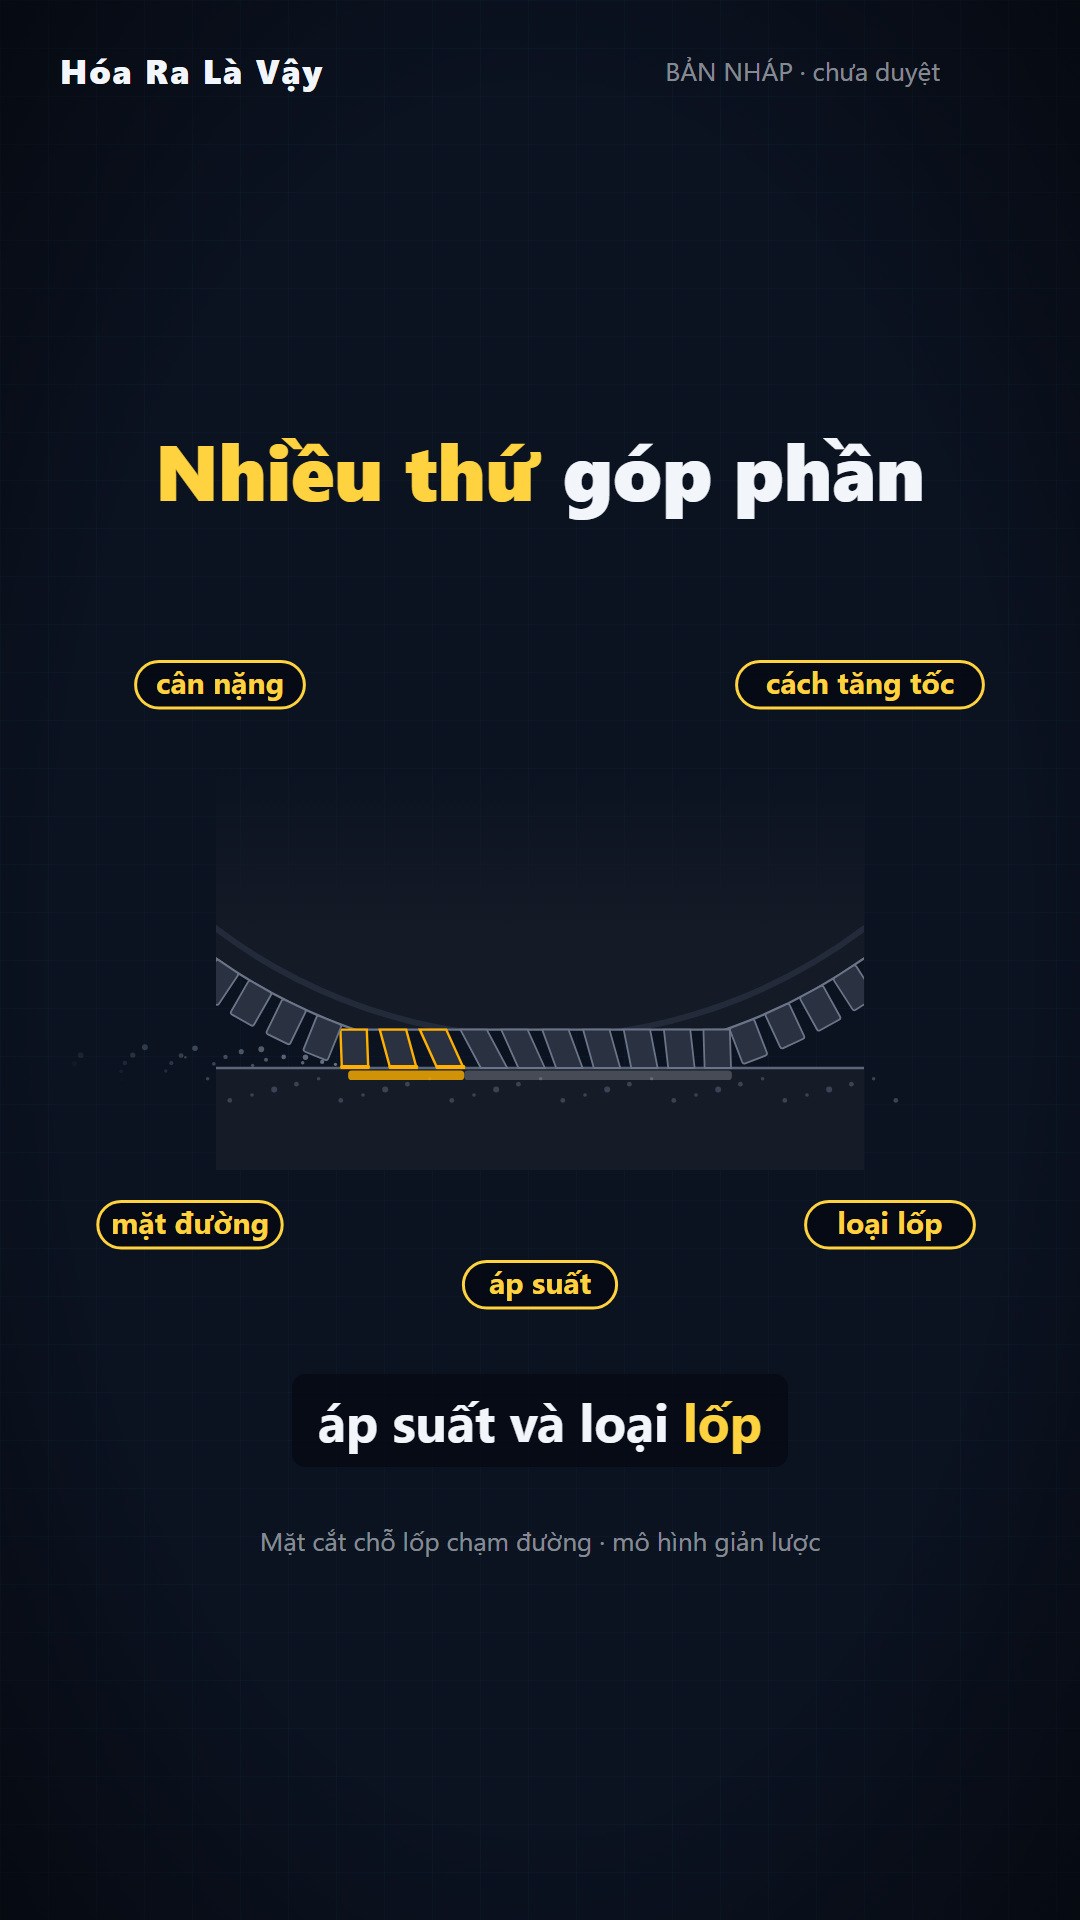 Hóa Ra Là Vậy
BẢN NHÁP · chưa duyệt
Nhiều thứ góp phần
cân nặng
cách tăng tốc
mặt đường
loại lốp
áp suất
áp suất và loại lốp
Mặt cắt chỗ lốp chạm đường · mô hình giản lược